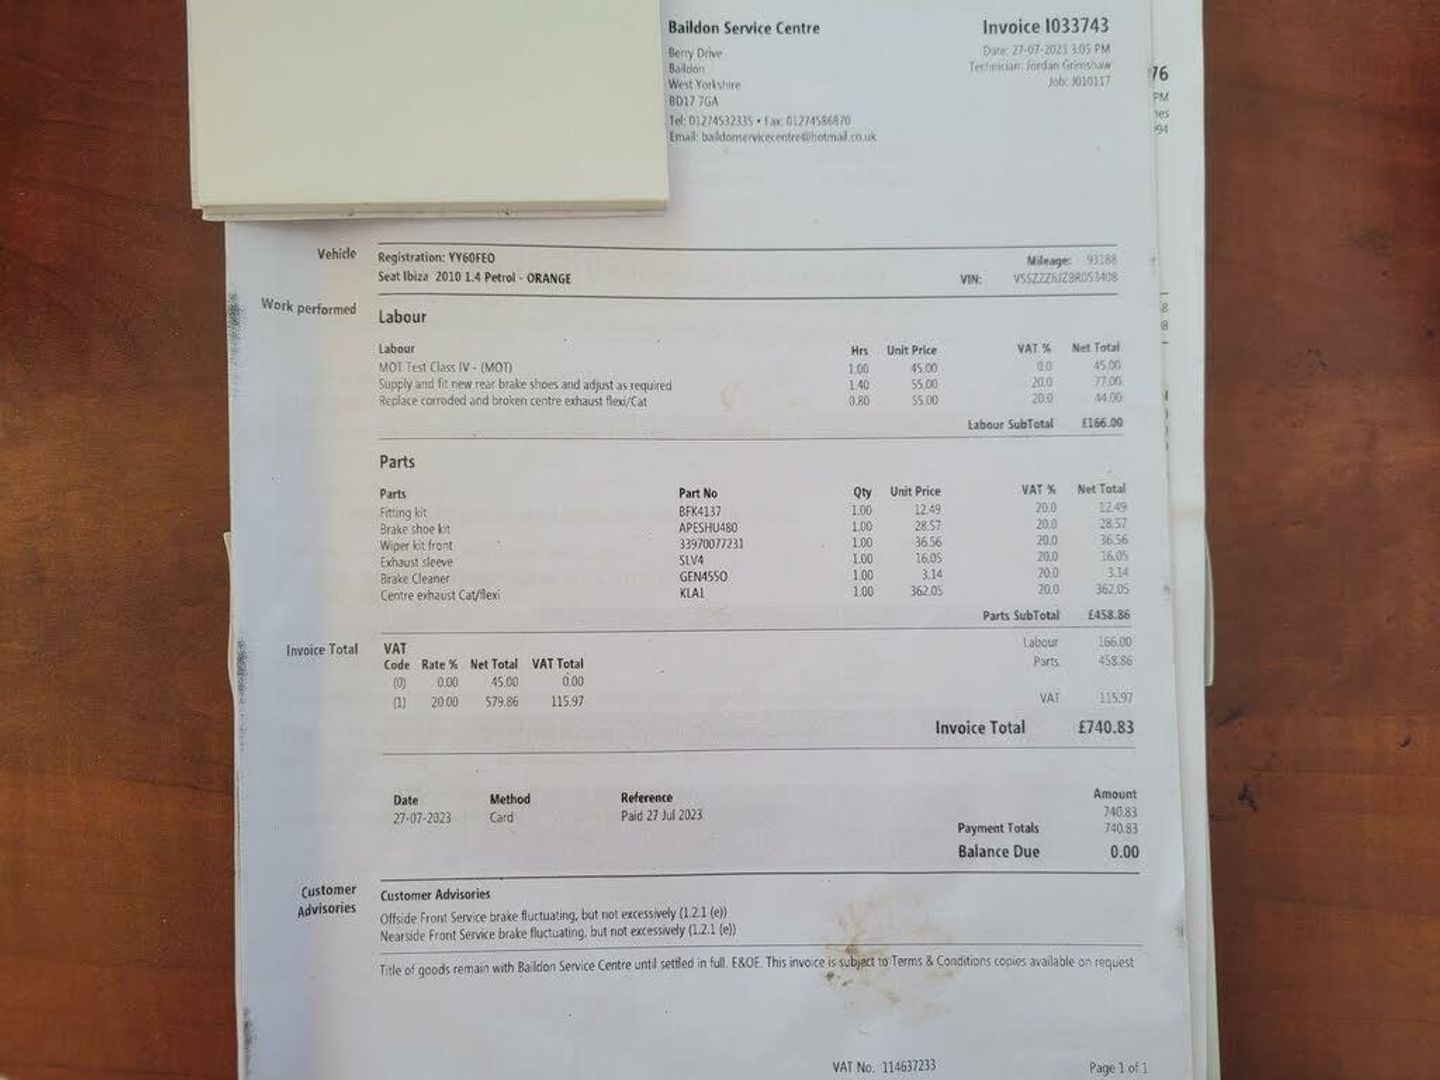 Baildon Service Centre
Berry Drive
Baildon
West Yorkshire
BD17 7GA
Tel: 01274532335 • Fax: 01274586870
Email: baildonservicecentre@hotmail.co.uk
Invoice I033743
Date: 27-07-2023 3:05 PM
Technician: Jordan Grimshaw
Job: J010117
76
PM
nes
94
Vehicle
Registration: YY60FEO Mileage: 93188
Seat Ibiza 2010 1.4 Petrol - ORANGE VIN:
Work performed
Labour
Labour Hrs Unit Price VAT % Net Total
MOT Test Class IV - (MOT) 1.00 45.00 0.0 45.00
Supply and fit new rear brake shoes and adjust as required 1.40 55.00 20.0 77.00
Replace corroded and broken centre exhaust flexi/Cat 0.80 55.00 20.0 44.00
Labour SubTotal £166.00
Parts
Parts Part No Qty Unit Price VAT % Net Total
Fitting kit BFK4137 1.00 12.49 20.0 12.49
Brake shoe kit APESHU480 1.00 28.57 20.0 28.57
Wiper kit front 33970077231 1.00 36.56 20.0 36.56
Exhaust sleeve SLV4 1.00 16.05 20.0 16.05
Brake Cleaner GEN4550 1.00 3.14 20.0 3.14
Centre exhaust Cat/flexi KLA1 1.00 362.05 20.0 362.05
Parts SubTotal £458.86
Invoice Total
VAT
Code Rate % Net Total VAT Total
(0) 0.00 45.00 0.00
(1) 20.00 579.86 115.97
Labour 166.00
Parts 458.86
VAT 115.97
Invoice Total £740.83
Date Method Reference Amount
27-07-2023 Card Paid 27 Jul 2023 740.83
Payment Totals 740.83
Balance Due 0.00
Customer Advisories
Customer Advisories
Offside Front Service brake fluctuating, but not excessively (1.2.1 (e))
Nearside Front Service brake fluctuating, but not excessively (1.2.1 (e))
Title of goods remain with Baildon Service Centre until settled in full. E&OE. This invoice is subject to Terms & Conditions copies available on request
VAT No. 114637233
Page 1 of 1